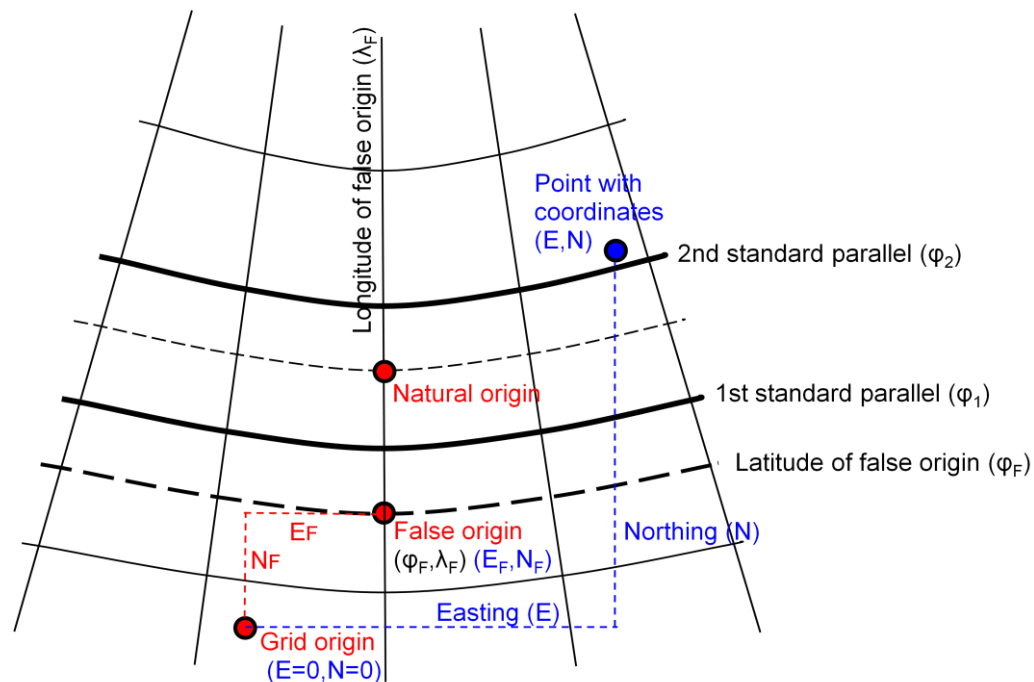 Longitude of false origin (λF)
Point with
coordinates
(E,N)
2nd standard parallel (φ2)
Natural origin
1st standard parallel (φ1)
Latitude of false origin (φF)
EF
False origin
NF
(φF,λF) (EF,NF)
Northing (N)
Easting (E)
Grid origin
(E=0,N=0)